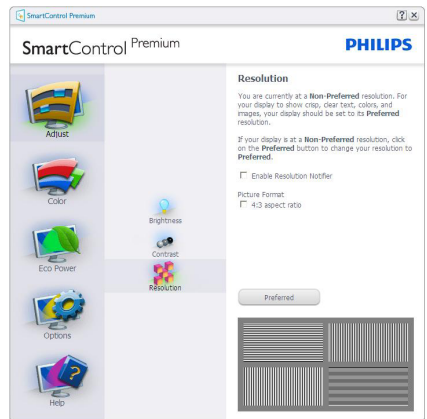 SmartControl Premium
SmartControl Premium
PHILIPS
Adjust
Color
Eco Power
Options
Help
Brightness
Contrast
Resolution
Resolution
You are currently at a Non-Preferred resolution. For
your display to show crisp, clear text, colors, and
images, your display should be set to its Preferred
resolution.
If your display is at a Non-Preferred resolution, click
on the Preferred button to change your resolution to
Preferred.
Enable Resolution Notifier
Picture Format
4:3 aspect ratio
Preferred